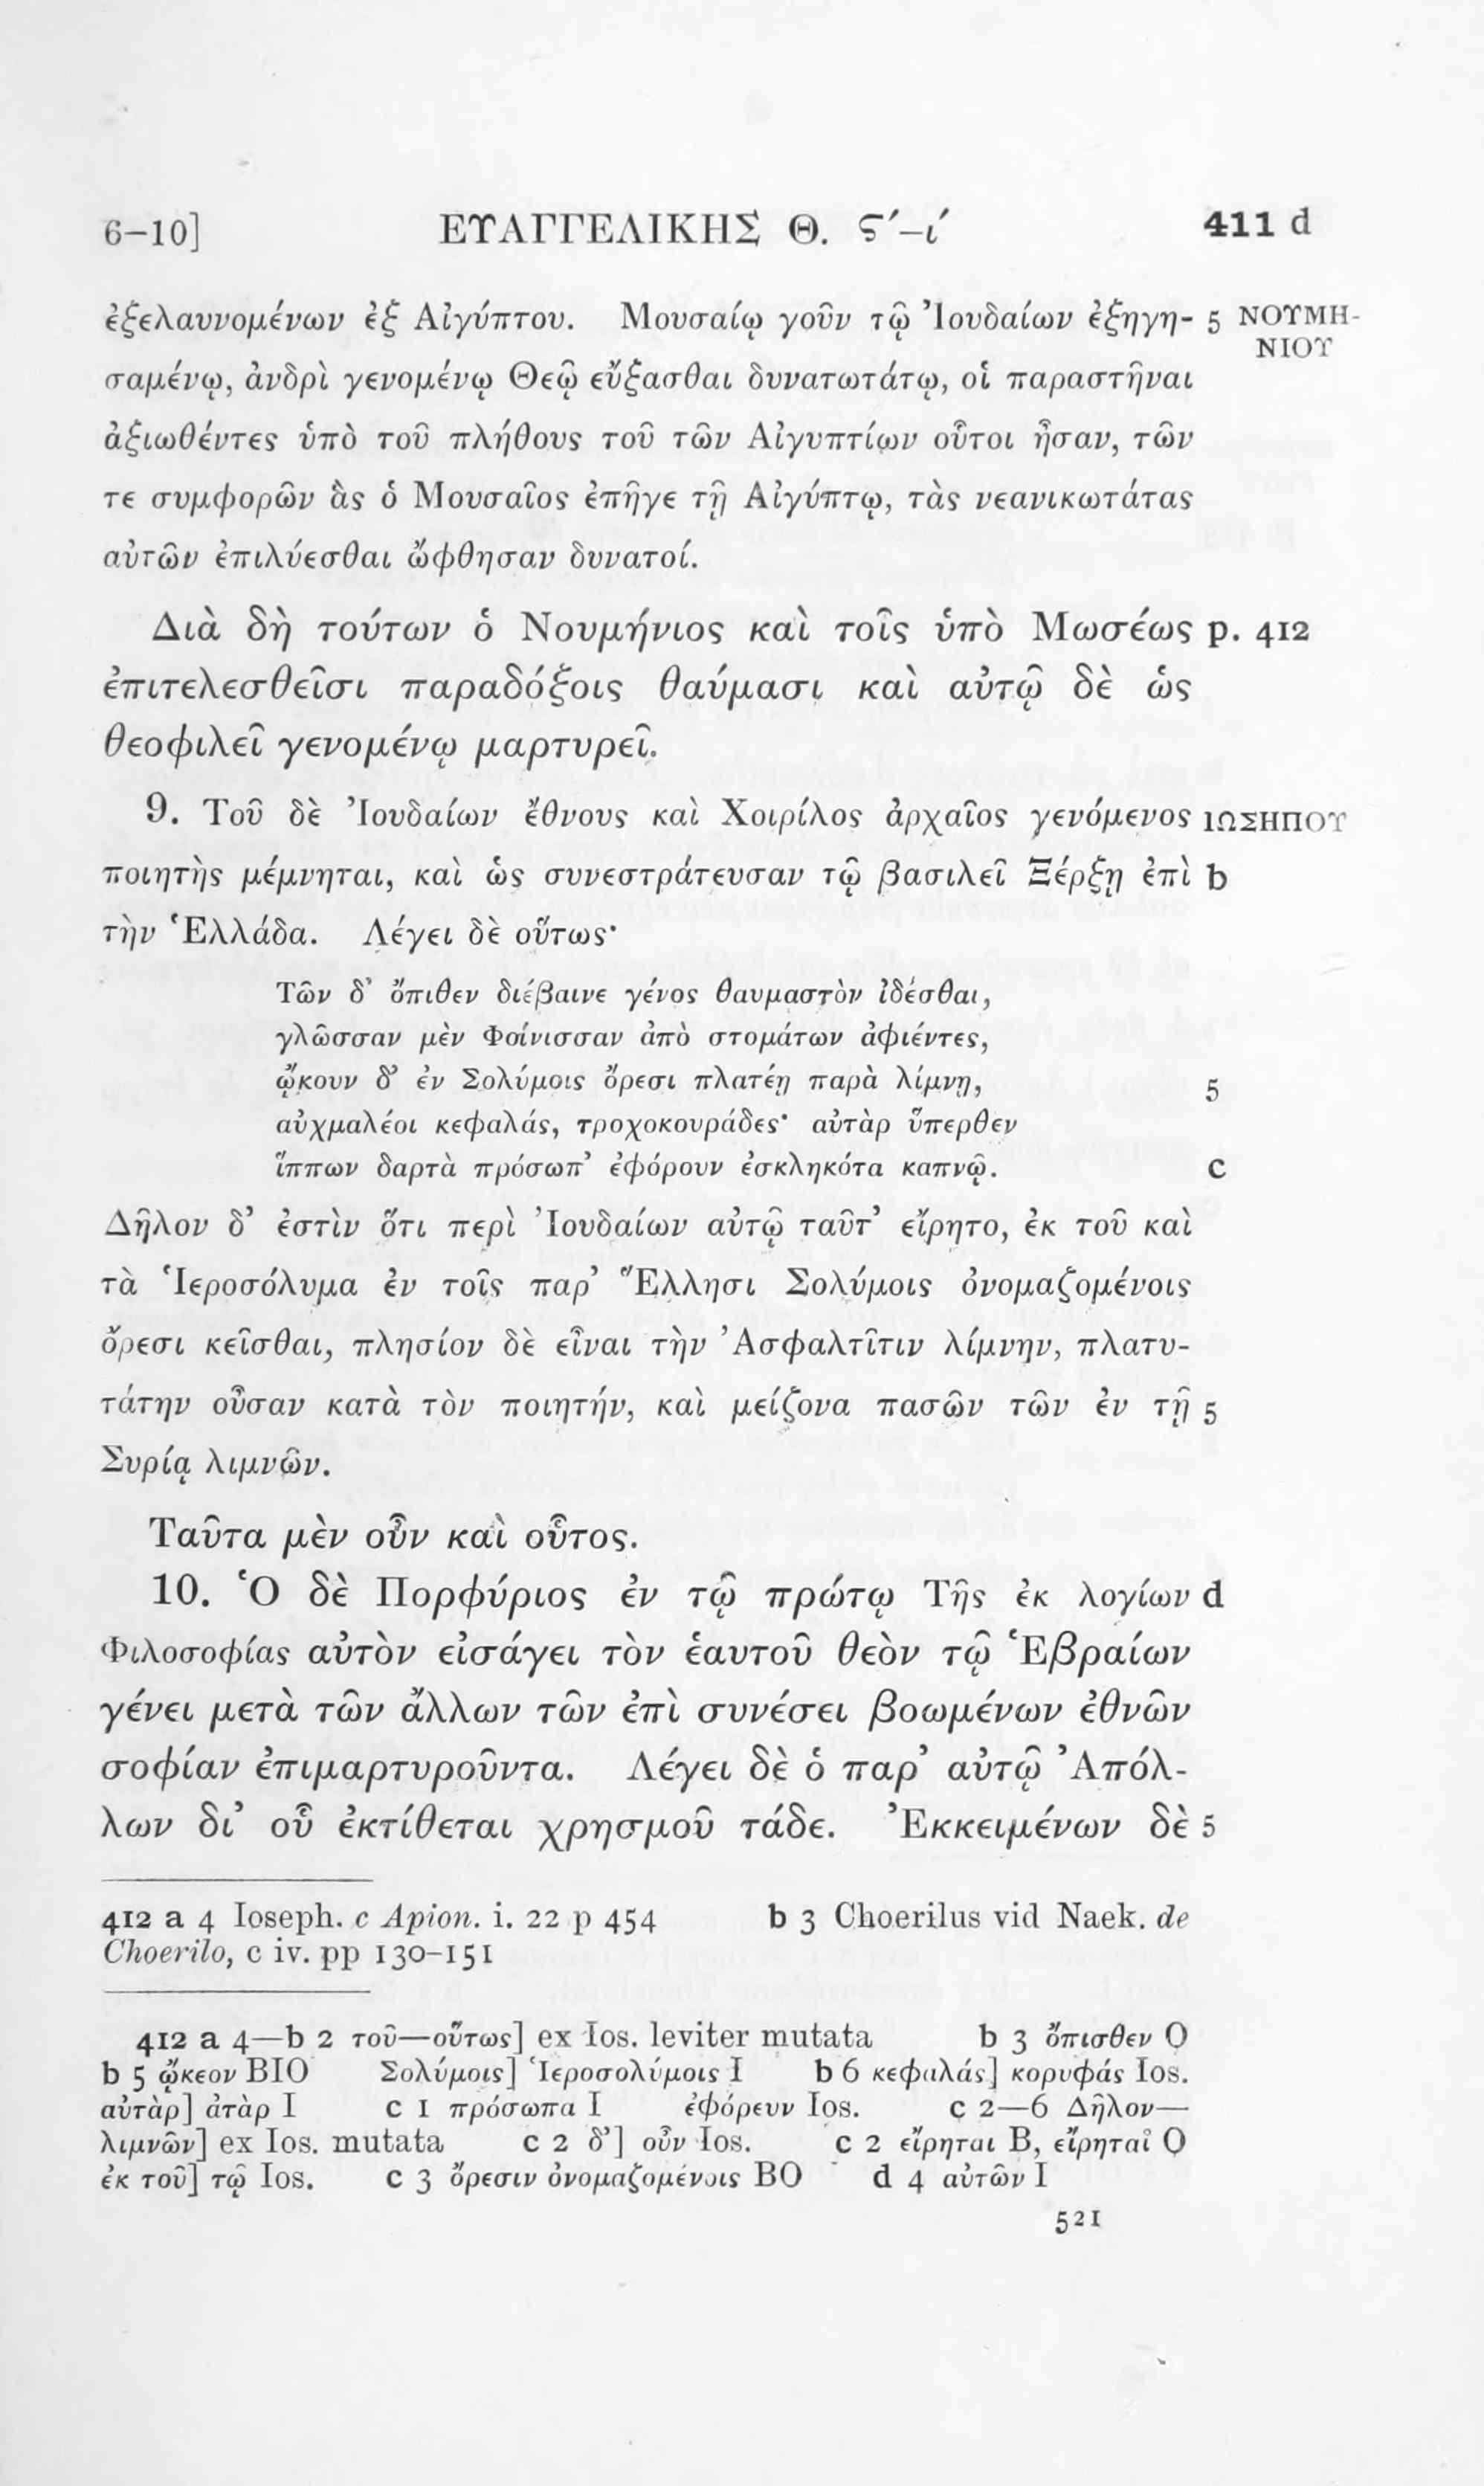 6–10] ΕΥΑΓΓΕΛΙΚΗΣ Θ. ϛ′–ι′ 411 d
ἐξελαυνομένων ἐξ Αἰγύπτου. Μουσαίῳ γοῦν τῷ Ἰουδαίων ἐξηγη- 5 ΝΟΥΜΗ-
ΝΙΟΥ
σαμένῳ, ἀνδρὶ γενομένῳ Θεῷ εὔξασθαι δυνατωτάτῳ, οἱ παραστῆναι
ἀξιωθέντες ὑπὸ τοῦ πλήθους τοῦ τῶν Αἰγυπτίων οὗτοι ἦσαν, τῶν
τε συμφορῶν ἃς ὁ Μουσαῖος ἐπῆγε τῇ Αἰγύπτῳ, τὰς νεανικωτάτας
αὐτῶν ἐπιλύεσθαι ὤφθησαν δυνατοί.
Διὰ δὴ τούτων ὁ Νουμήνιος καὶ τοῖς ὑπὸ Μωσέως p. 412
ἐπιτελεσθεῖσι παραδόξοις θαύμασι καὶ αὐτῷ δὲ ὡς
θεοφιλεῖ γενομένῳ μαρτυρεῖ.
9. Τοῦ δὲ Ἰουδαίων ἔθνους καὶ Χοιρίλος ἀρχαῖος γενόμενος ΙΩΣΗΠΟΥ
ποιητὴς μέμνηται, καὶ ὡς συνεστράτευσαν τῷ βασιλεῖ Ξέρξῃ ἐπὶ b
τὴν Ἑλλάδα. Λέγει δὲ οὕτως·
Τῶν δ’ ὄπιθεν διέβαινε γένος θαυμαστὸν ἰδέσθαι,
γλῶσσαν μὲν Φοίνισσαν ἀπὸ στομάτων ἀφιέντες,
ᾤκουν δ’ ἐν Σολύμοις ὄρεσι πλατέῃ παρὰ λίμνῃ, 5
αὐχμαλέοι κεφαλάς, τροχοκουράδες· αὐτὰρ ὕπερθεν
ἵππων δαρτὰ πρόσωπ’ ἐφόρουν ἐσκληκότα καπνῷ. c
Δῆλον δ’ ἐστὶν ὅτι περὶ Ἰουδαίων αὐτῷ ταῦτ’ εἴρητο, ἐκ τοῦ καὶ
τὰ Ἱεροσόλυμα ἐν τοῖς παρ’ Ἕλλησι Σολύμοις ὀνομαζομένοις
ὄρεσι κεῖσθαι, πλησίον δὲ εἶναι τὴν Ἀσφαλτῖτιν λίμνην, πλατυ-
τάτην οὖσαν κατὰ τὸν ποιητήν, καὶ μείζονα πασῶν τῶν ἐν τῇ 5
Συρίᾳ λιμνῶν.
Ταῦτα μὲν οὖν καὶ οὗτος.
10. Ὁ δὲ Πορφύριος ἐν τῷ πρώτῳ Τῆς ἐκ λογίων d
Φιλοσοφίας αὐτὸν εἰσάγει τὸν ἑαυτοῦ θεὸν τῷ Ἑβραίων
γένει μετὰ τῶν ἄλλων τῶν ἐπὶ συνέσει βοωμένων ἐθνῶν
σοφίαν ἐπιμαρτυροῦντα. Λέγει δὲ ὁ παρ’ αὐτῷ Ἀπόλ-
λων δι’ οὗ ἐκτίθεται χρησμοῦ τάδε. Ἐκκειμένων δὲ 5
412 a 4 Ioseph. c Apion. i. 22 p 454 b 3 Choerilus vid Naek. de
Choerilo, c iv. pp 130–151
412 a 4—b 2 τοῦ—οὕτως] ex Ios. leviter mutata b 3 ὄπισθεν O
b 5 ᾤκεον BIO Σολύμοις] Ἱεροσολύμοις I b 6 κεφαλάς] κορυφάς Ios.
αὐτὰρ] ἀτὰρ I c 1 πρόσωπα I ἐφόρευν Ios. c 2—6 Δῆλον—
λιμνῶν] ex Ios. mutata c 2 δ’] οὖν Ios. c 2 εἴρηται B, εἴρηταῖ O
ἐκ τοῦ] τῷ Ios. c 3 ὄρεσιν ὀνομαζομένοις BO d 4 αὐτῶν I
521